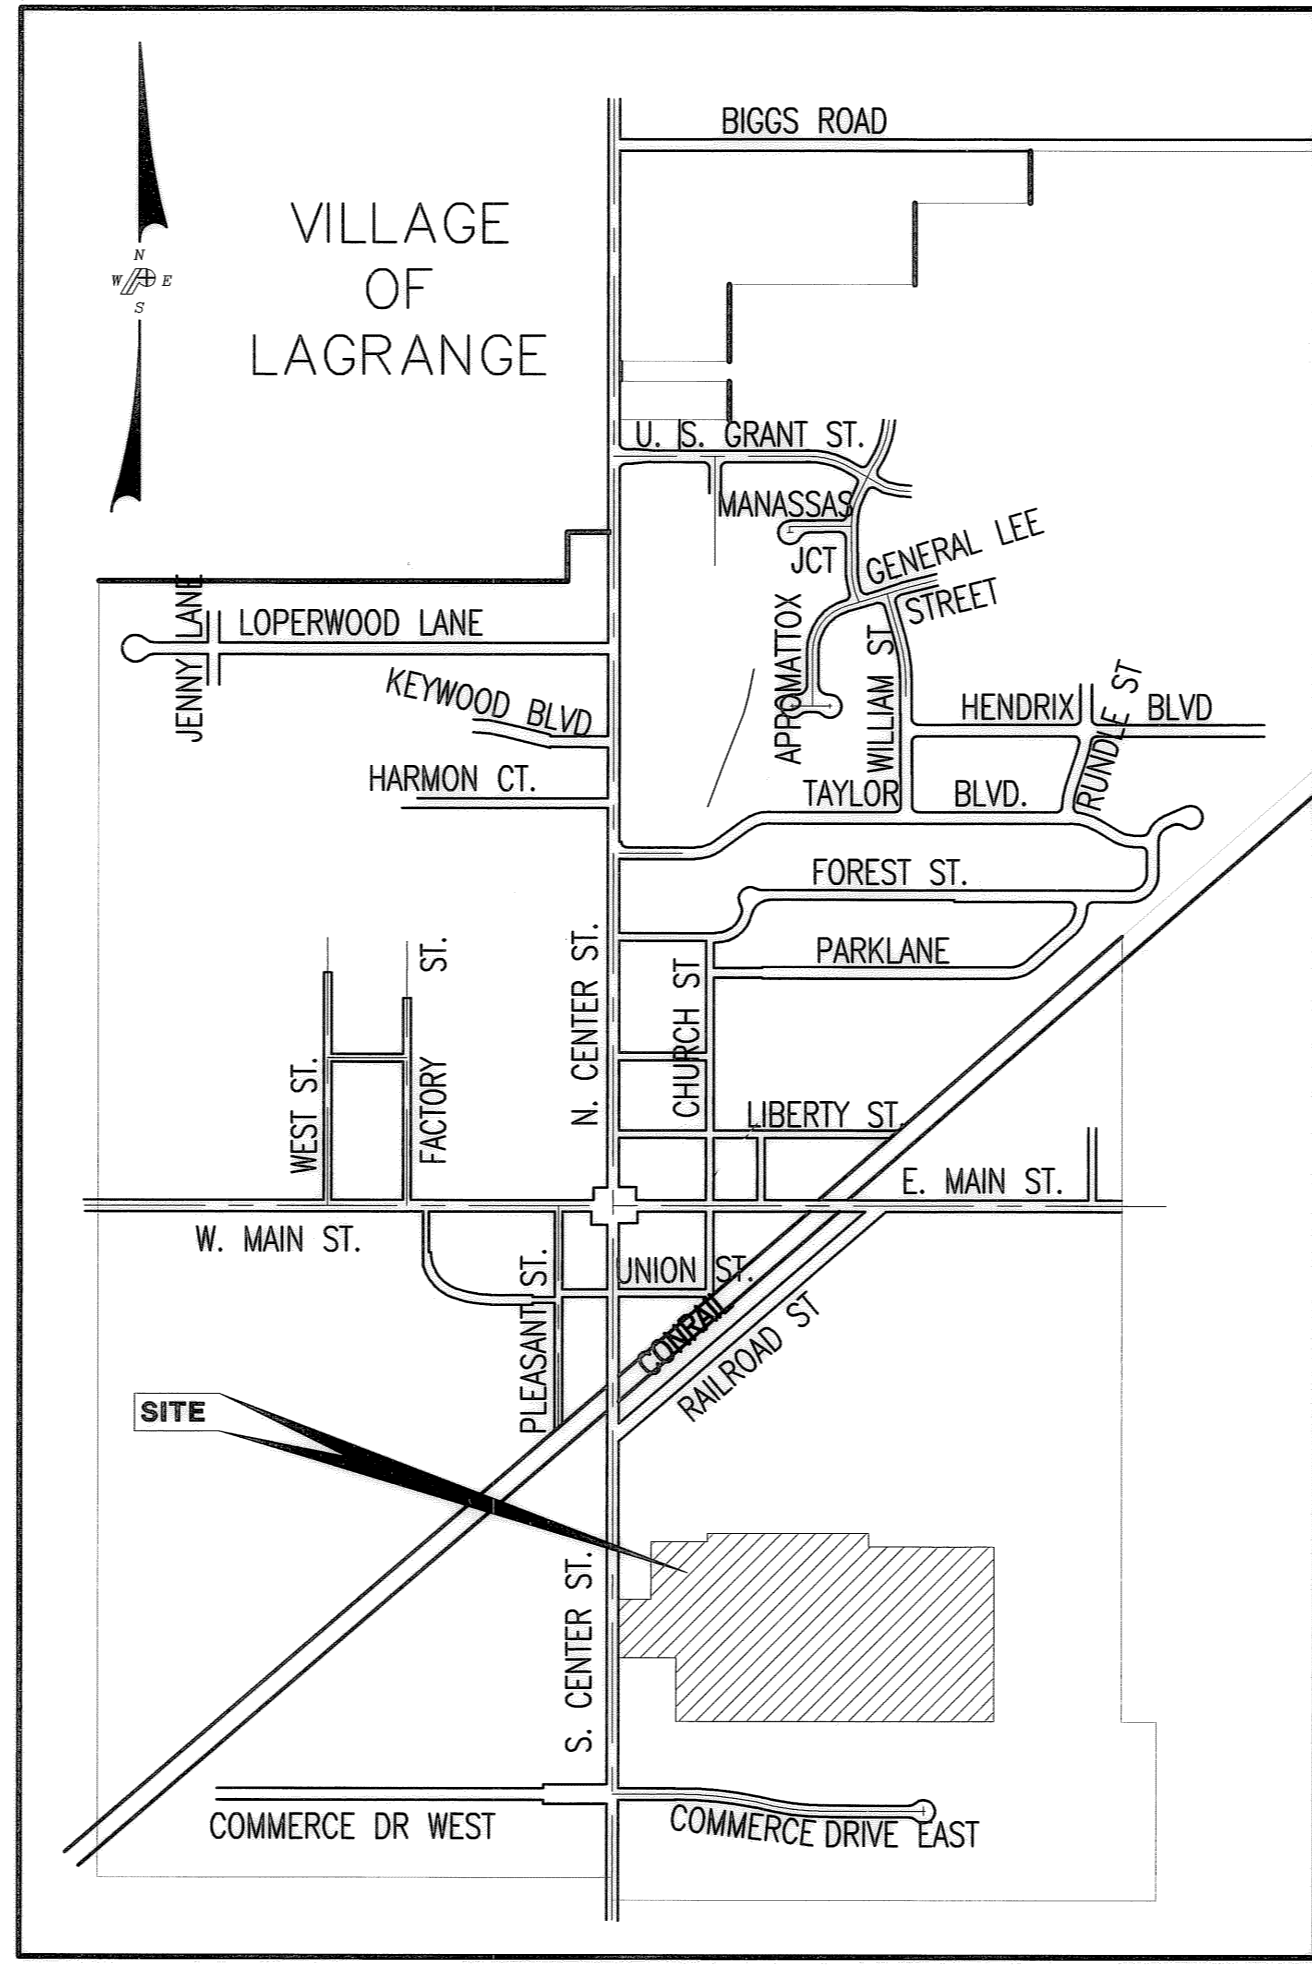 BIGGS ROAD
VILLAGE
OF
LAGRANGE
N
W E
S
U. S. GRANT ST.
MANASSAS
JCT
GENERAL LEE
STREET
JENNY LANE
LOPERWOOD LANE
KEYWOOD BLVD
HARMON CT.
APPOMATTOX
WILLIAM ST
HENDRIX BLVD
RUNDLE ST
TAYLOR BLVD.
FOREST ST.
PARKLANE
N. CENTER ST.
CHURCH ST
WEST ST.
FACTORY ST.
LIBERTY ST.
E. MAIN ST.
W. MAIN ST.
PLEASANT ST.
UNION ST.
CONRAIL
RAILROAD ST
SITE
S. CENTER ST.
COMMERCE DR WEST
COMMERCE DRIVE EAST